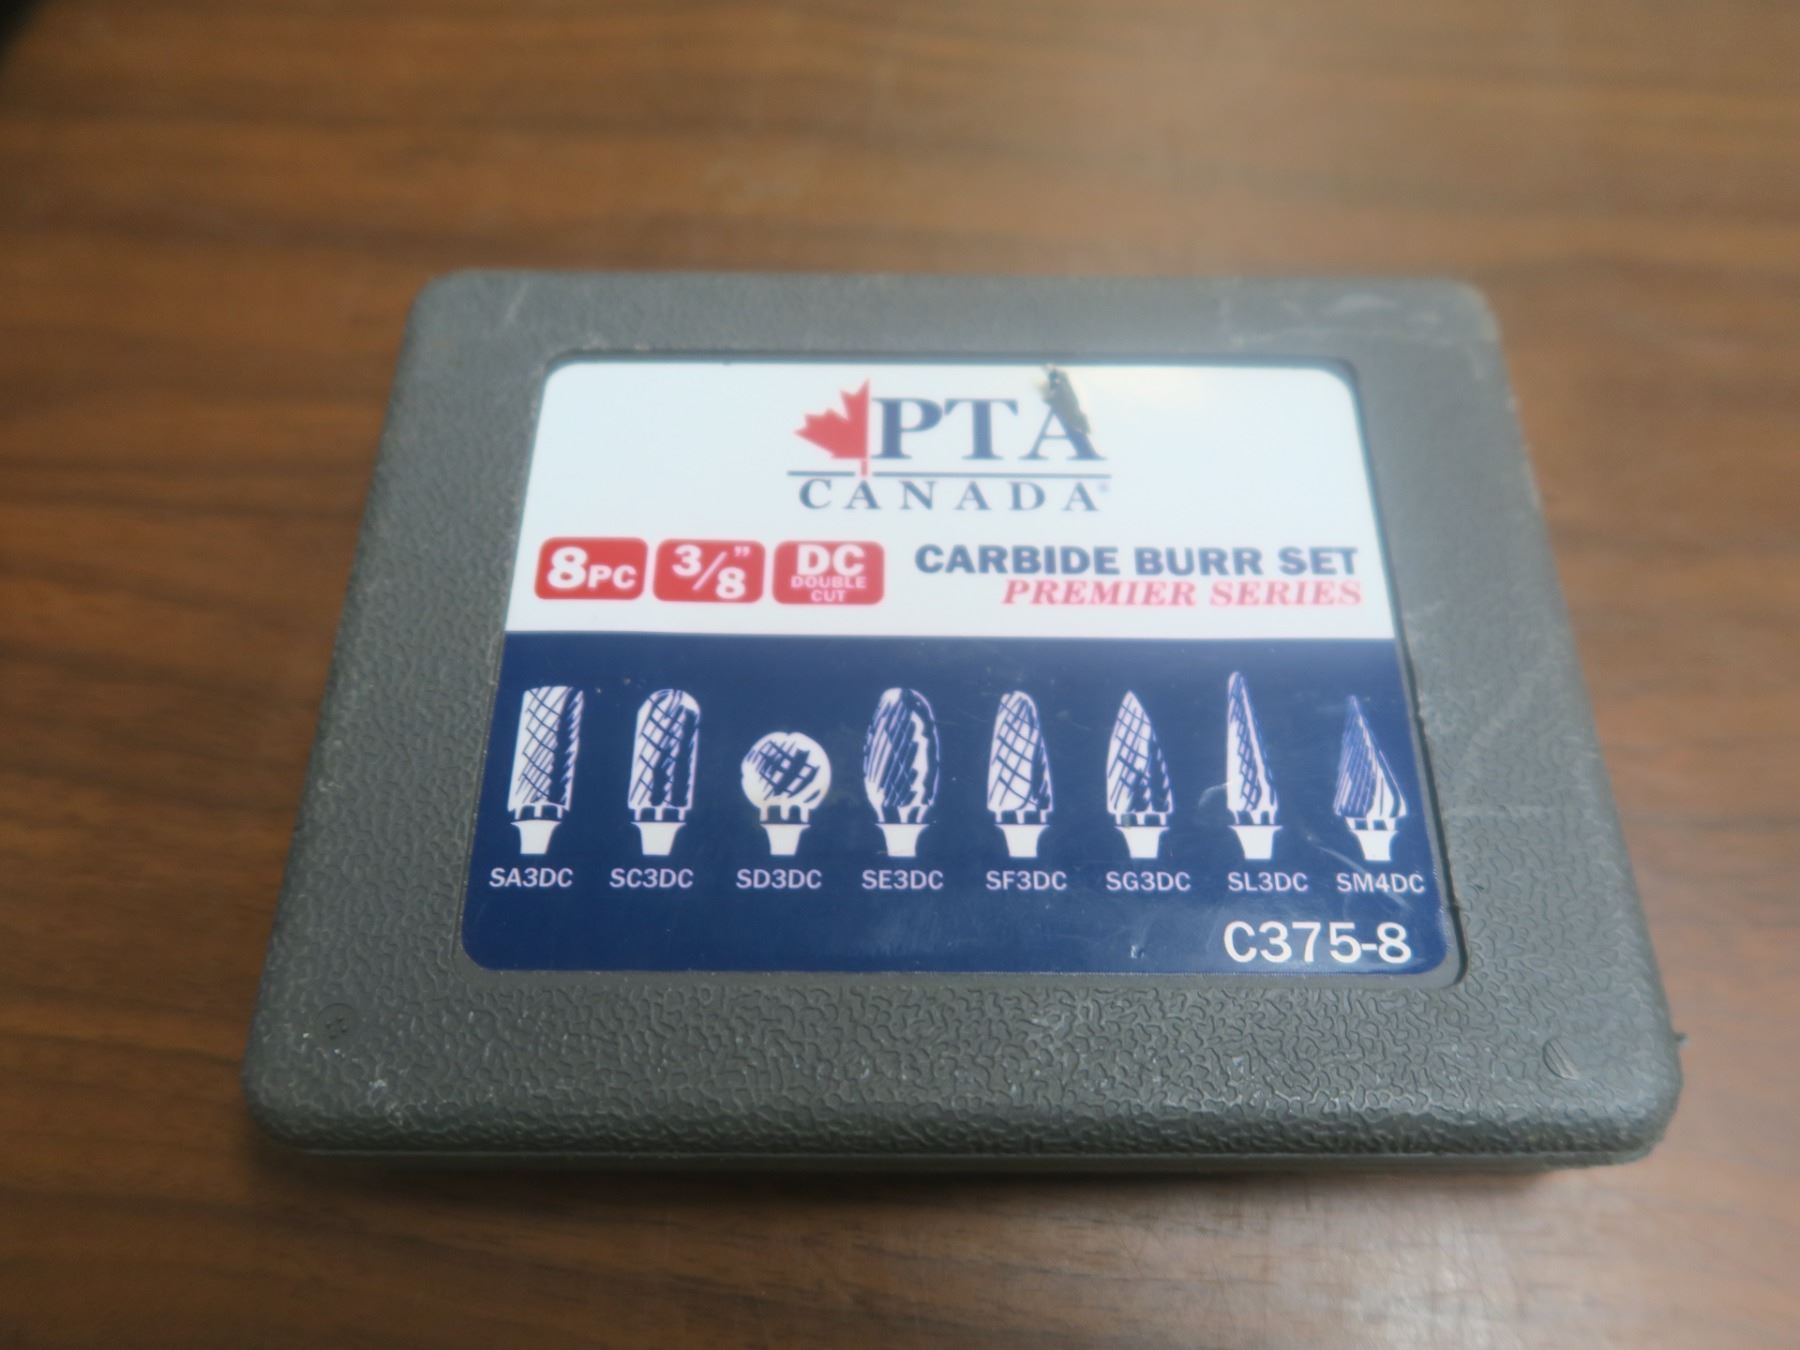 PTA
CANADA®
8PC 3/8" DC DOUBLE CUT CARBIDE BURR SET
PREMIER SERIES
SA3DC SC3DC SD3DC SE3DC SF3DC SG3DC SL3DC SM4DC
C375-8